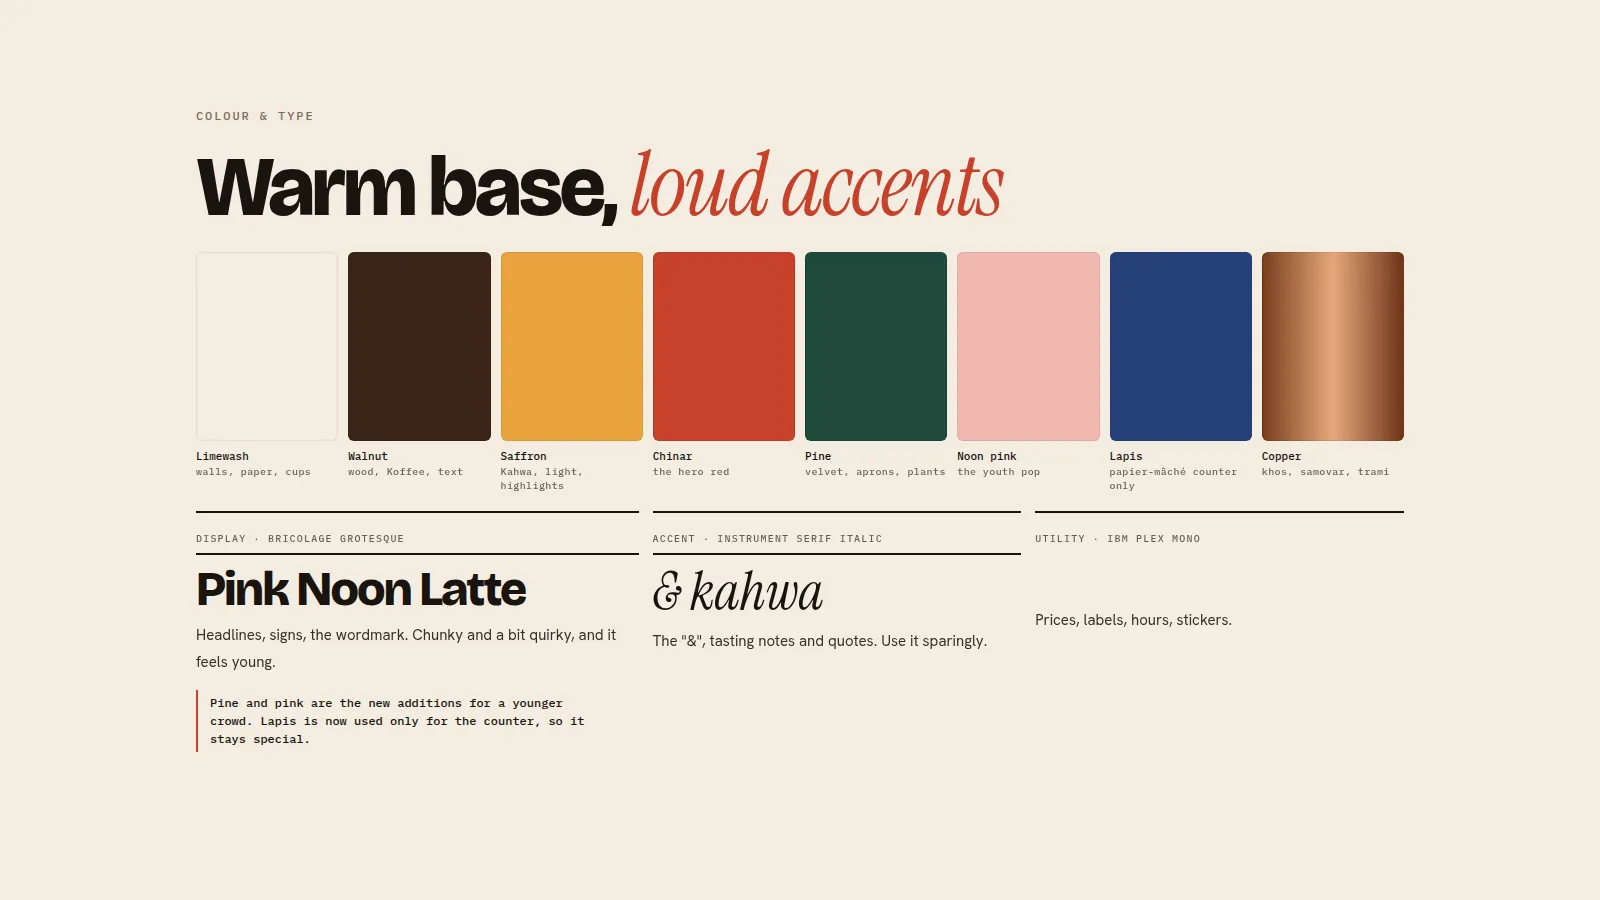 COLOUR & TYPE
Warm base, loud accents
Limewash
walls, paper, cups
Walnut
wood, Koffee, text
Saffron
Kahwa, light,
highlights
Chinar
the hero red
Pine
velvet, aprons, plants
Noon pink
the youth pop
Lapis
papier-mâché counter
only
Copper
khos, samovar, trami
DISPLAY · BRICOLAGE GROTESQUE
Pink Noon Latte
Headlines, signs, the wordmark. Chunky and a bit quirky, and it
feels young.
Pine and pink are the new additions for a younger
crowd. Lapis is now used only for the counter, so it
stays special.
ACCENT · INSTRUMENT SERIF ITALIC
& kahwa
The "&", tasting notes and quotes. Use it sparingly.
UTILITY · IBM PLEX MONO
Prices, labels, hours, stickers.